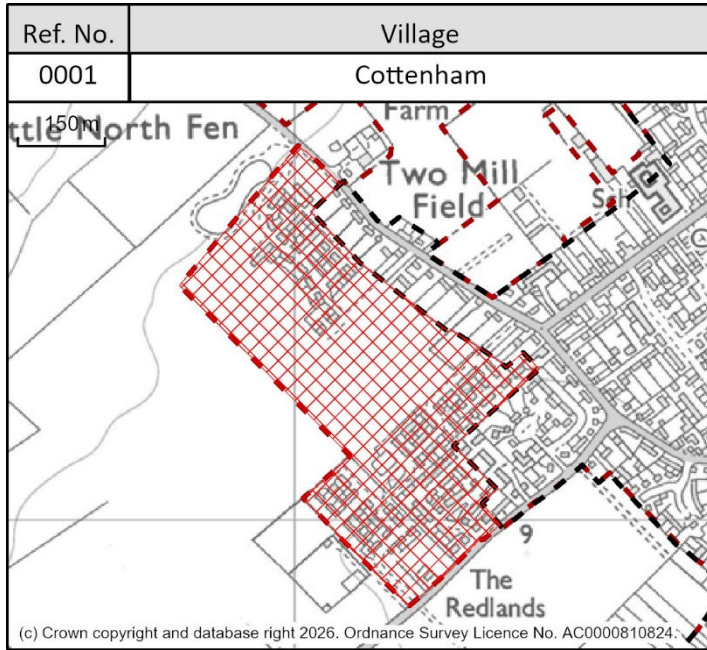 Ref. No. Village
0001 Cottenham
150m
ttle North Fen
Farm
Two Mill
Field
9
The
Redlands
(c) Crown copyright and database right 2026. Ordnance Survey Licence No. AC0000810824.